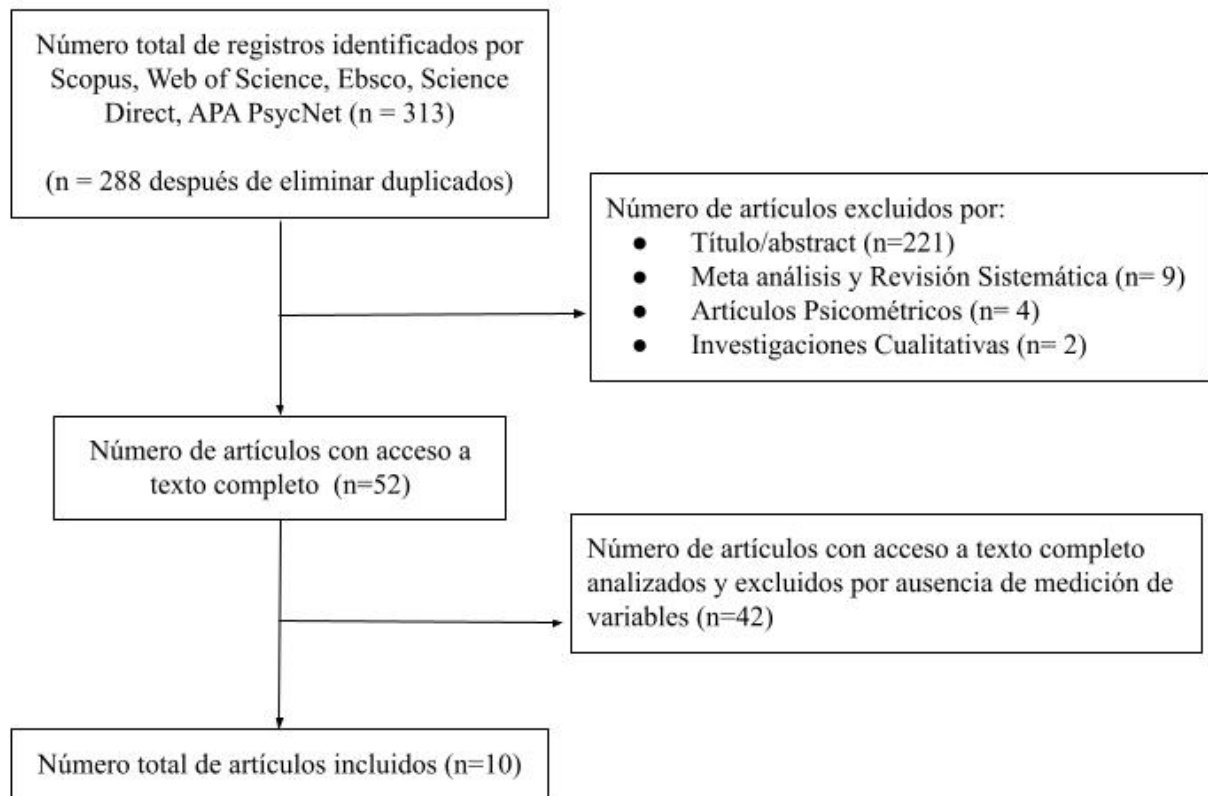 Número total de registros identificados por
Scopus, Web of Science, Ebsco, Science
Direct, APA PsycNet (n = 313)
(n = 288 después de eliminar duplicados)
Número de artículos excluidos por:
● Título/abstract (n=221)
● Meta análisis y Revisión Sistemática (n= 9)
● Artículos Psicométricos (n= 4)
● Investigaciones Cualitativas (n= 2)
Número de artículos con acceso a
texto completo (n=52)
Número de artículos con acceso a texto completo
analizados y excluidos por ausencia de medición de
variables (n=42)
Número total de artículos incluidos (n=10)